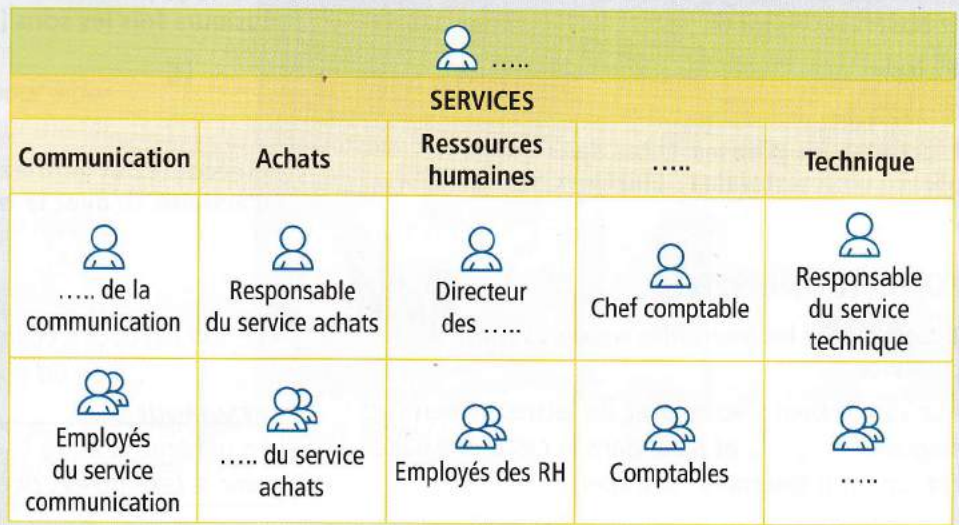 .....
SERVICES
Communication
Achats
Ressources
humaines
.....
Technique
..... de la
communication
Responsable
du service achats
Directeur
des .....
Chef comptable
Responsable
du service
technique
Employés
du service
communication
..... du service
achats
Employés des RH
Comptables
.....